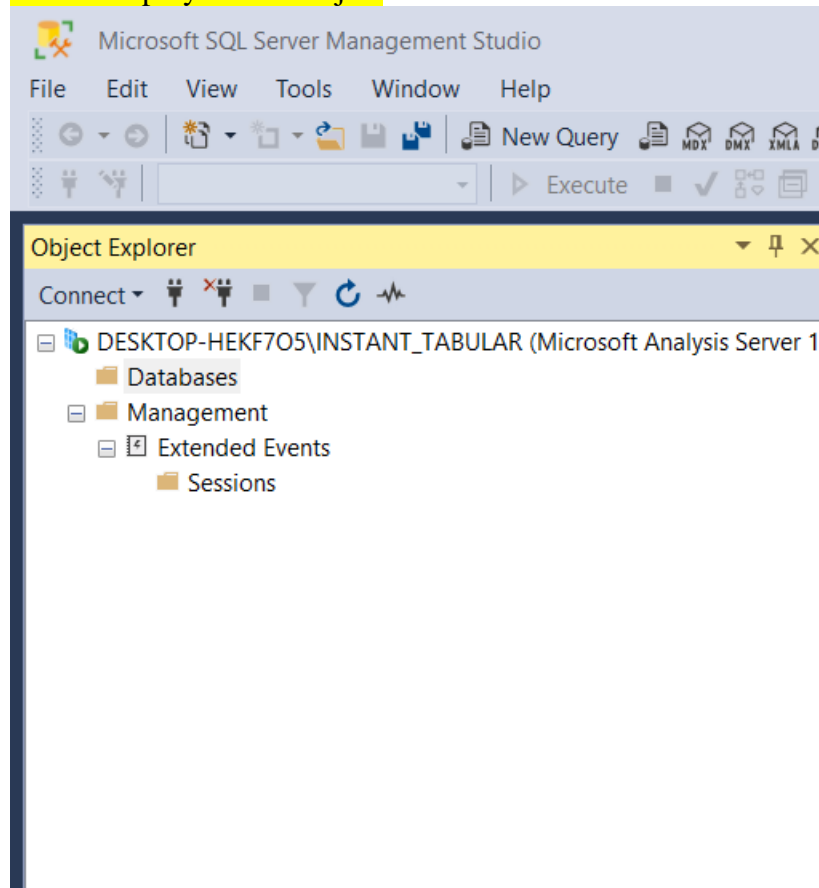 Microsoft SQL Server Management Studio
File Edit View Tools Window Help
New Query MDX DMX XMLA
Execute
Object Explorer
Connect
DESKTOP-HEKF7O5\INSTANT_TABULAR (Microsoft Analysis Server 1
Databases
Management
Extended Events
Sessions